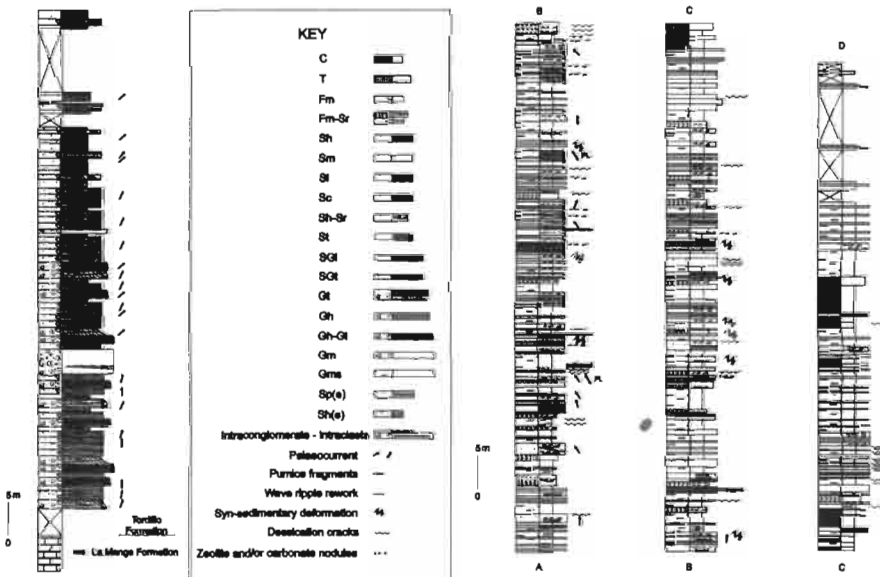 KEY
C
T
Fm
Fm-Sr
Sh
Sm
Sl
Sc
Sh-Sr
St
SGl
SGt
Gt
Gh
Gh-Gl
Gm
Gms
Sp(e)
Sh(e)
Intraconglomerate - Intraclasts
Palaeocurrent
Pumice fragments
Wave ripple rework
Syn-sedimentary deformation
Dessication cracks
Zeolite and/or carbonate nodules
5m
0
Tordillo
Formation
La Manga Formation
B
A
5m
0
C
B
D
C